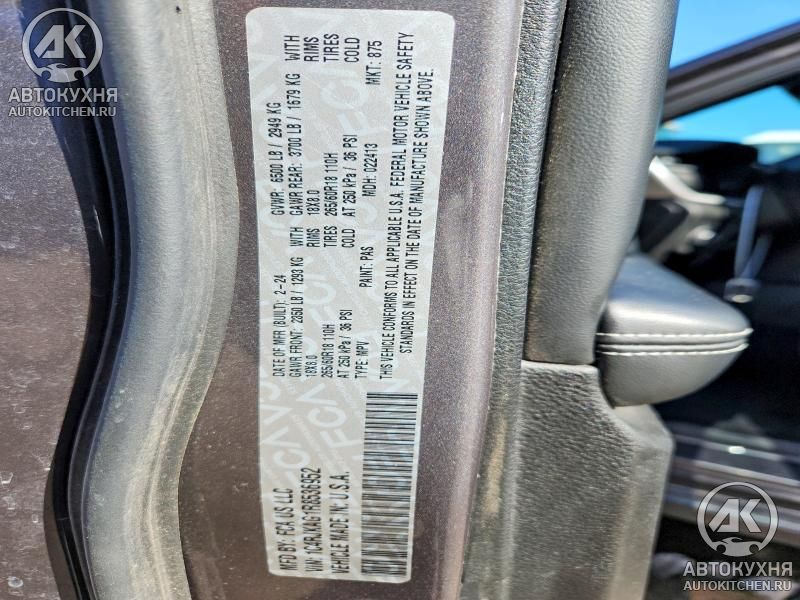 АВТОКУХНЯ
AUTOKITCHEN.RU
MFD BY: FCA US LLC
DATE OF MFR (BUILT): 2-24
GVWR: 6500 LB / 2949 KG
GAWR FRONT: 2850 LB / 1293 KG WITH
18X8.0 RIMS
265/60R18 110H TIRES
AT 250 kPa / 36 PSI COLD
GAWR REAR: 3700 LB / 1679 KG WITH
18X8.0 RIMS
265/60R18 110H TIRES
AT 250 kPa / 36 PSI COLD
VIN:
VEHICLE MADE IN U.S.A.
TYPE: MPV PAINT: PAS MDH: 022413 MKT: 875
THIS VEHICLE CONFORMS TO ALL APPLICABLE U.S.A. FEDERAL MOTOR VEHICLE SAFETY
STANDARDS IN EFFECT ON THE DATE OF MANUFACTURE SHOWN ABOVE.
АВТОКУХНЯ
AUTOKITCHEN.RU